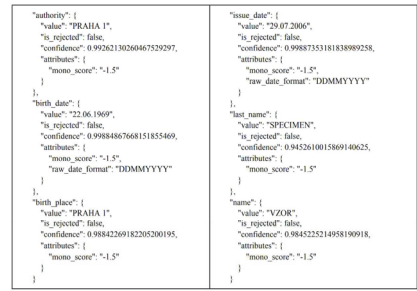 "authority": {
"value": "PRAHA 1",
"is_rejected": false,
"confidence": 0.99262130260467529297,
"attributes": {
"mono_score": "-1.5"
}
},
"birth_date": {
"value": "22.06.1969",
"is_rejected": false,
"confidence": 0.99884867668151855469,
"attributes": {
"mono_score": "-1.5",
"raw_date_format": "DDMMYYYY"
}
},
"birth_place": {
"value": "PRAHA 1",
"is_rejected": false,
"confidence": 0.98842269182205200195,
"attributes": {
"mono_score": "-1.5"
}
}
"issue_date": {
"value": "29.07.2006",
"is_rejected": false,
"confidence": 0.99887353181838989258,
"attributes": {
"mono_score": "-1.5",
"raw_date_format": "DDMMYYYY"
}
},
"last_name": {
"value": "SPECIMEN",
"is_rejected": false,
"confidence": 0.9452610015869140625,
"attributes": {
"mono_score": "-1.5"
}
},
"name": {
"value": "VZOR",
"is_rejected": false,
"confidence": 0.9845225214958190918,
"attributes": {
"mono_score": "-1.5"
}
}